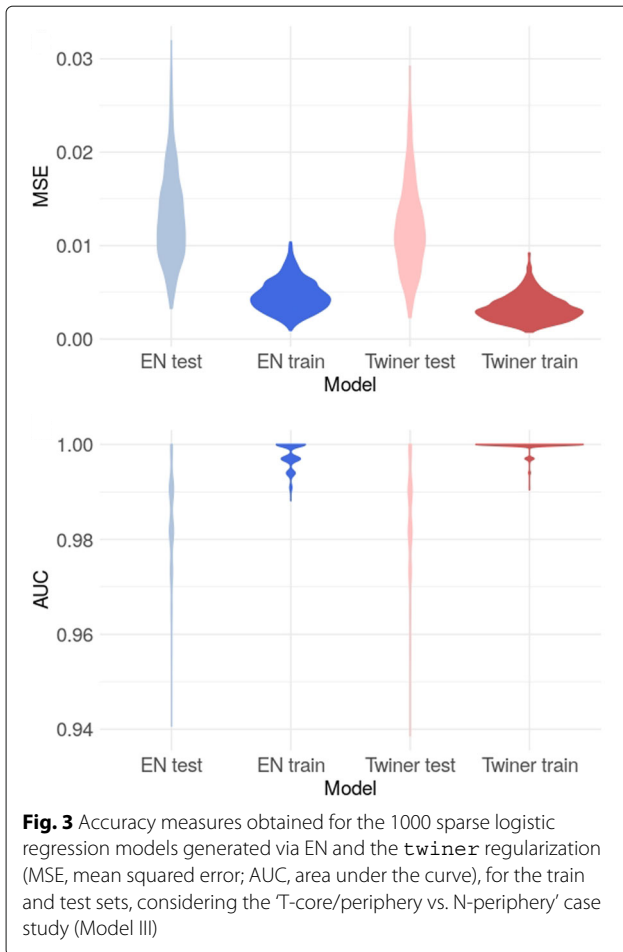 0.03
0.02
MSE
0.01
0.00
EN test EN train Twiner test Twiner train
Model
1.00
0.98
AUC
0.96
0.94
EN test EN train Twiner test Twiner train
Model
Fig. 3 Accuracy measures obtained for the 1000 sparse logistic
regression models generated via EN and the twiner regularization
(MSE, mean squared error; AUC, area under the curve), for the train
and test sets, considering the ‘T-core/periphery vs. N-periphery’ case
study (Model III)